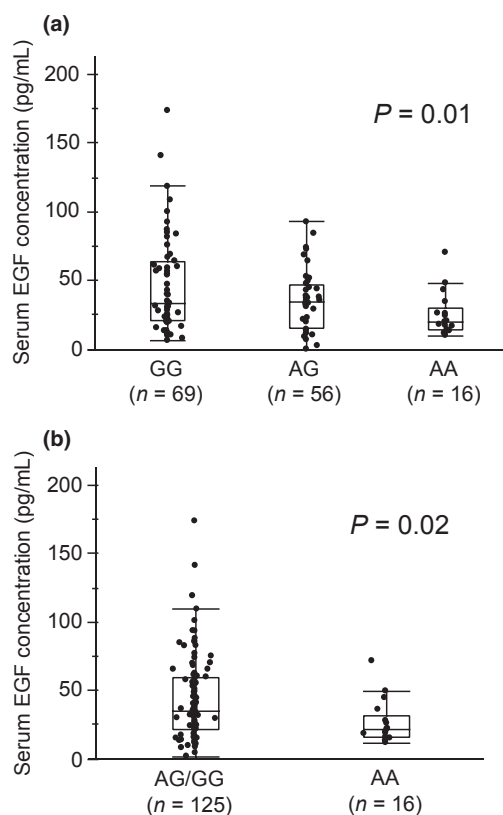 (a)
Serum EGF concentration (pg/mL)
200
150
100
50
0
P = 0.01
GG AG AA
(n = 69) (n = 56) (n = 16)
(b)
Serum EGF concentration (pg/mL)
200
150
100
50
0
P = 0.02
AG/GG AA
(n = 125) (n = 16)